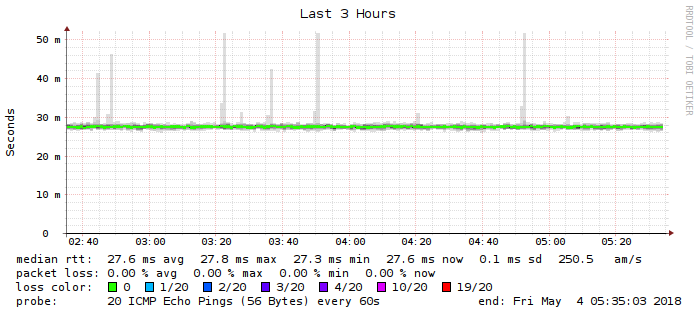 Last 3 Hours
RRDTOOL / TOBI OETIKER
Seconds
50 m
40 m
30 m
20 m
10 m
0
02:40 03:00 03:20 03:40 04:00 04:20 04:40 05:00 05:20
median rtt: 27.6 ms avg 27.8 ms max 27.3 ms min 27.6 ms now 0.1 ms sd 250.5 am/s
packet loss: 0.00 % avg 0.00 % max 0.00 % min 0.00 % now
loss color: 0 1/20 2/20 3/20 4/20 10/20 19/20
probe: 20 ICMP Echo Pings (56 Bytes) every 60s end: Fri May 4 05:35:03 2018